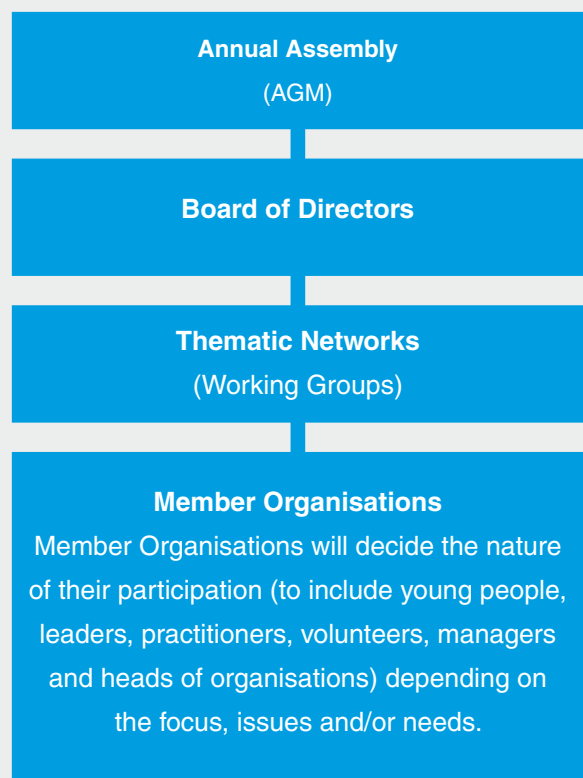 Annual Assembly
(AGM)
Board of Directors
Thematic Networks
(Working Groups)
Member Organisations
Member Organisations will decide the nature
of their participation (to include young people,
leaders, practitioners, volunteers, managers
and heads of organisations) depending on
the focus, issues and/or needs.